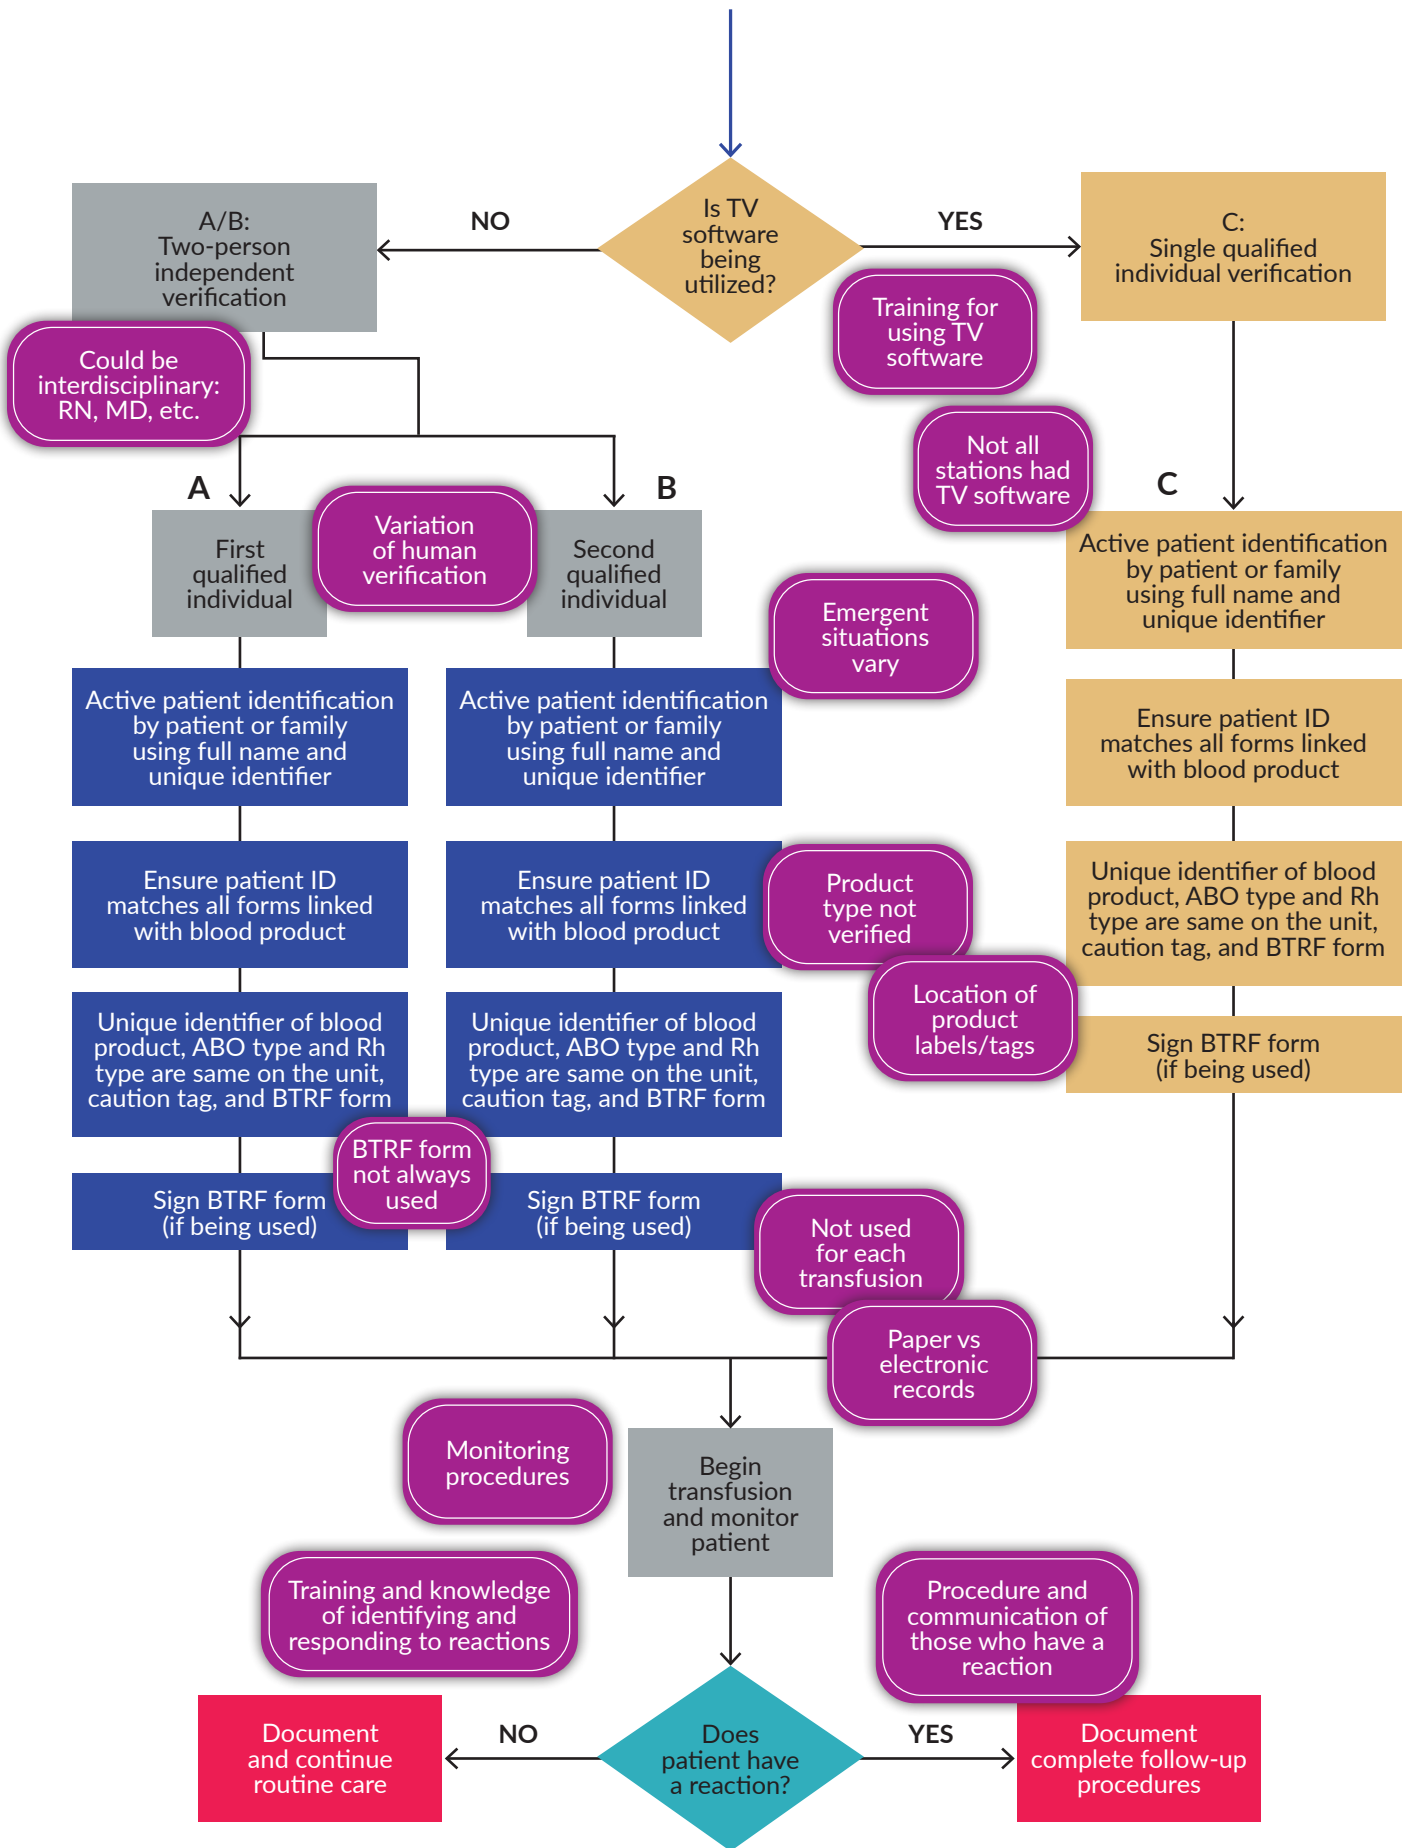 Is TV
software
being
utilized?
NO
YES
A/B:
Two-person
independent
verification
C:
Single qualified
individual verification
Could be
interdisciplinary:
RN, MD, etc.
Training for
using TV
software
Not all
stations had
TV software
A
B
C
First
qualified
individual
Variation
of human
verification
Second
qualified
individual
Emergent
situations
vary
Active patient identification
by patient or family
using full name and
unique identifier
Active patient identification
by patient or family
using full name and
unique identifier
Active patient identification
by patient or family
using full name and
unique identifier
Ensure patient ID
matches all forms linked
with blood product
Ensure patient ID
matches all forms linked
with blood product
Ensure patient ID
matches all forms linked
with blood product
Product
type not
verified
Location of
product
labels/tags
Unique identifier of blood
product, ABO type and Rh
type are same on the unit,
caution tag, and BTRF form
Unique identifier of blood
product, ABO type and Rh
type are same on the unit,
caution tag, and BTRF form
Unique identifier of blood
product, ABO type and Rh
type are same on the unit,
caution tag, and BTRF form
BTRF form
not always
used
Sign BTRF form
(if being used)
Sign BTRF form
(if being used)
Sign BTRF form
(if being used)
Not used
for each
transfusion
Paper vs
electronic
records
Monitoring
procedures
Begin
transfusion
and monitor
patient
Training and knowledge
of identifying and
responding to reactions
Procedure and
communication of
those who have a
reaction
Does
patient have
a reaction?
NO
YES
Document
and continue
routine care
Document
complete follow-up
procedures